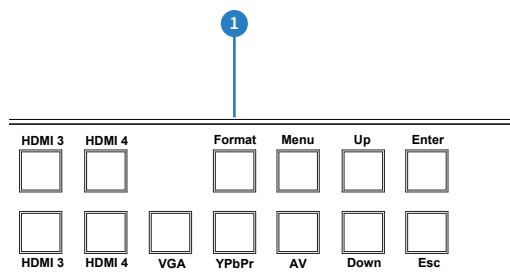 1
HDMI 3 HDMI 4 Format Menu Up Enter
HDMI 3 HDMI 4 VGA YPbPr AV Down Esc